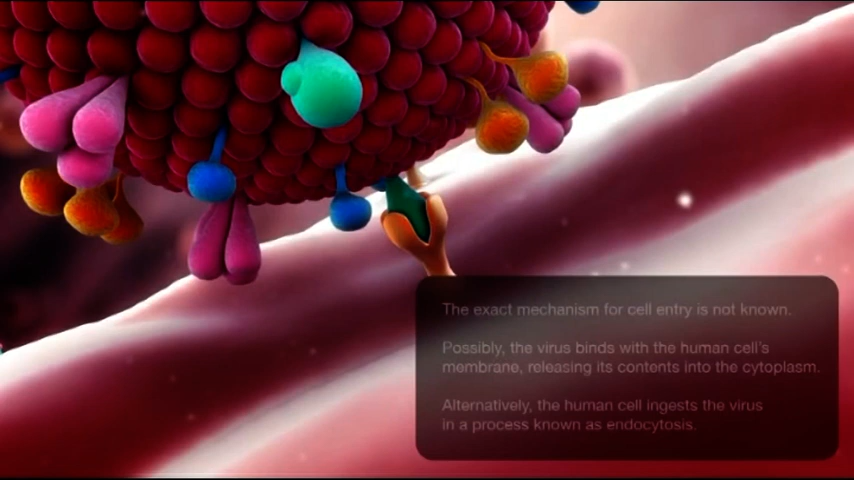 The exact mechanism for cell entry is not known.
Possibly, the virus binds with the human cell's
membrane, releasing its contents into the cytoplasm.
Alternatively, the human cell ingests the virus
in a process known as endocytosis.